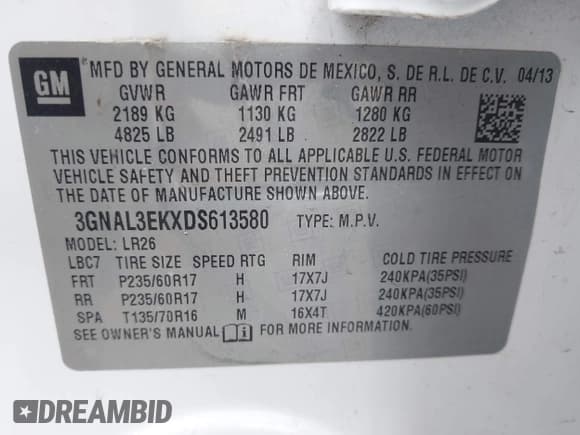 GM
MFD BY GENERAL MOTORS DE MEXICO, S. DE R.L. DE C.V. 04/13
GVWR GAWR FRT GAWR RR
2189 KG 1130 KG 1280 KG
4825 LB 2491 LB 2822 LB
THIS VEHICLE CONFORMS TO ALL APPLICABLE U.S. FEDERAL MOTOR
VEHICLE SAFETY AND THEFT PREVENTION STANDARDS IN EFFECT ON
THE DATE OF MANUFACTURE SHOWN ABOVE.
3GNAL3EKXDS613580 TYPE: M.P.V.
MODEL: LR26
LBC7 TIRE SIZE SPEED RTG RIM COLD TIRE PRESSURE
FRT P235/60R17 H 17X7J 240KPA(35PSI)
RR P235/60R17 H 17X7J 240KPA(35PSI)
SPA T135/70R16 M 16X4T 420KPA(60PSI)
SEE OWNER'S MANUAL FOR MORE INFORMATION.
DREAMBID